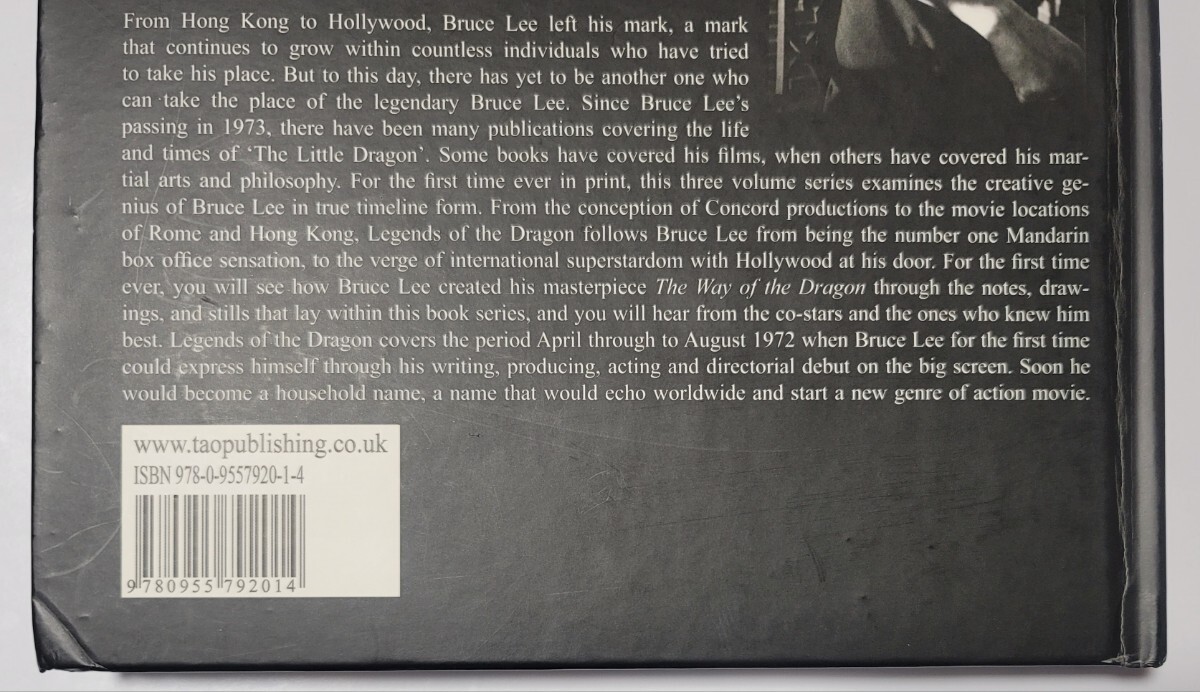 From Hong Kong to Hollywood, Bruce Lee left his mark, a mark
that continues to grow within countless individuals who have tried
to take his place. But to this day, there has yet to be another one who
can take the place of the legendary Bruce Lee. Since Bruce Lee's
passing in 1973, there have been many publications covering the life
and times of ‘The Little Dragon’. Some books have covered his films, when others have covered his mar-
tial arts and philosophy. For the first time ever in print, this three volume series examines the creative ge-
nius of Bruce Lee in true timeline form. From the conception of Concord productions to the movie locations
of Rome and Hong Kong, Legends of the Dragon follows Bruce Lee from being the number one Mandarin
box office sensation, to the verge of international superstardom with Hollywood at his door. For the first time
ever, you will see how Bruce Lee created his masterpiece The Way of the Dragon through the notes, draw-
ings, and stills that lay within this book series, and you will hear from the co-stars and the ones who knew him
best. Legends of the Dragon covers the period April through to August 1972 when Bruce Lee for the first time
could express himself through his writing, producing, acting and directorial debut on the big screen. Soon he
would become a household name, a name that would echo worldwide and start a new genre of action movie.
www.taopublishing.co.uk
ISBN 978-0-9557920-1-4
9 780955 792014